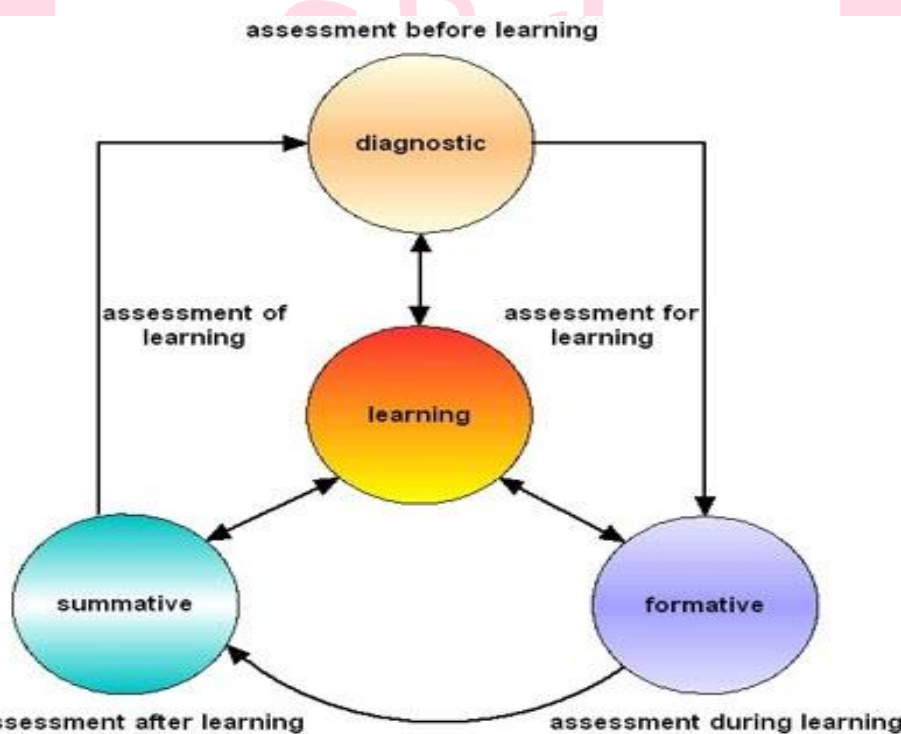 assessment before learning
diagnostic
assessment of
learning
assessment for
learning
learning
summative
formative
ssessment after learning
assessment during learning